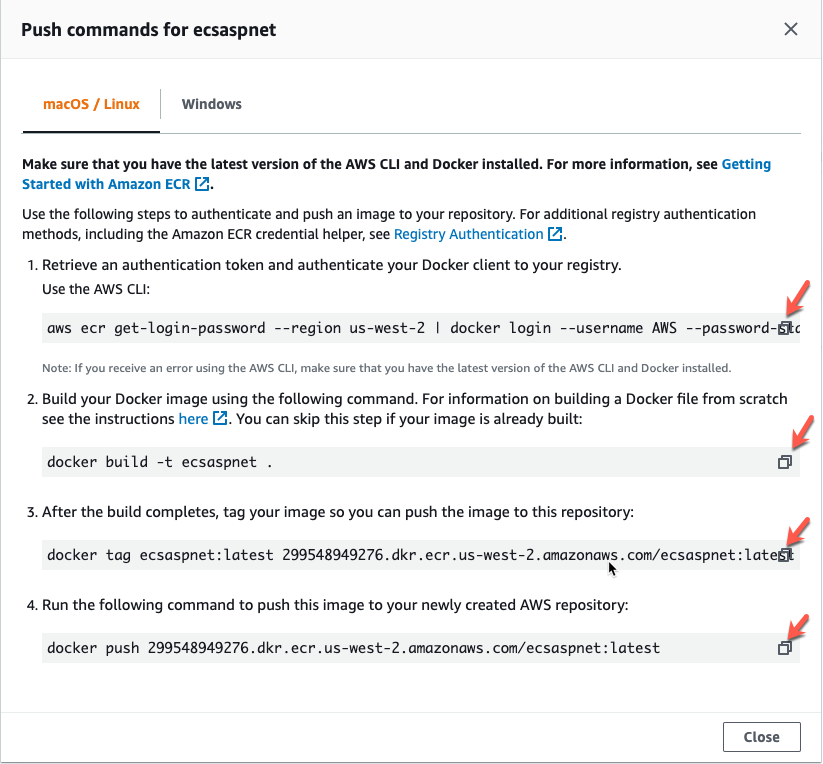 Push commands for ecsaspnet
macOS / Linux
Windows
Make sure that you have the latest version of the AWS CLI and Docker installed. For more information, see Getting
Started with Amazon ECR.
Use the following steps to authenticate and push an image to your repository. For additional registry authentication
methods, including the Amazon ECR credential helper, see Registry Authentication.
1. Retrieve an authentication token and authenticate your Docker client to your registry.
Use the AWS CLI:
aws ecr get-login-password --region us-west-2 | docker login --username AWS --password-sta
Note: If you receive an error using the AWS CLI, make sure that you have the latest version of the AWS CLI and Docker installed.
2. Build your Docker image using the following command. For information on building a Docker file from scratch
see the instructions here. You can skip this step if your image is already built:
docker build -t ecsaspnet .
3. After the build completes, tag your image so you can push the image to this repository:
docker tag ecsaspnet:latest 299548949276.dkr.ecr.us-west-2.amazonaws.com/ecsaspnet:latest
4. Run the following command to push this image to your newly created AWS repository:
docker push 299548949276.dkr.ecr.us-west-2.amazonaws.com/ecsaspnet:latest
Close